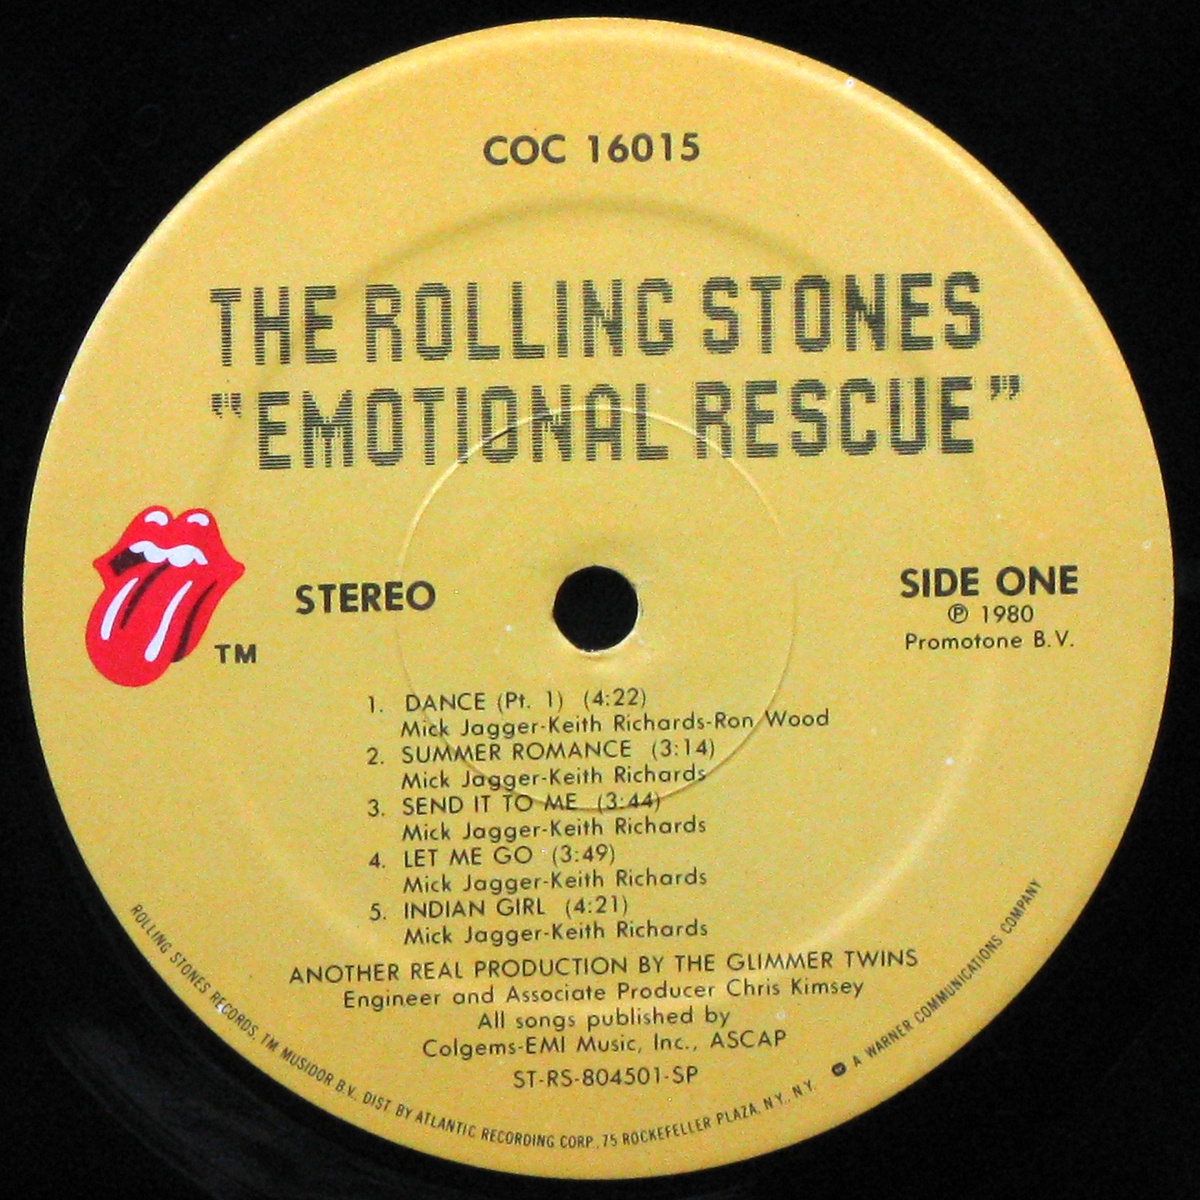 COC 16015
THE ROLLING STONES
"EMOTIONAL RESCUE"
TM
STEREO
SIDE ONE
℗ 1980
Promotone B.V.
1. DANCE (Pt. 1) (4:22)
Mick Jagger-Keith Richards-Ron Wood
2. SUMMER ROMANCE (3:14)
Mick Jagger-Keith Richards
3. SEND IT TO ME (3:44)
Mick Jagger-Keith Richards
4. LET ME GO (3:49)
Mick Jagger-Keith Richards
5. INDIAN GIRL (4:21)
Mick Jagger-Keith Richards
ANOTHER REAL PRODUCTION BY THE GLIMMER TWINS
Engineer and Associate Producer Chris Kimsey
All songs published by
Colgems-EMI Music, Inc., ASCAP
ST-RS-804501-SP
ROLLING STONES RECORDS, TM MUSIDOR B.V. DIST BY ATLANTIC RECORDING CORP., 75 ROCKEFELLER PLAZA, N.Y., N.Y. A WARNER COMMUNICATIONS COMPANY